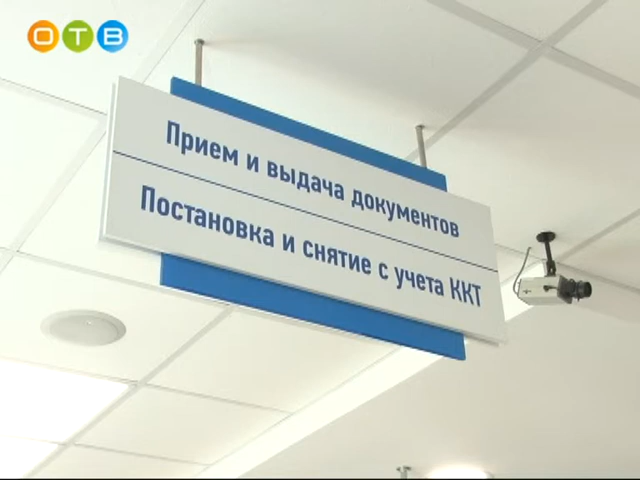 ОТВ
Прием и выдача документов
Постановка и снятие с учета ККТ